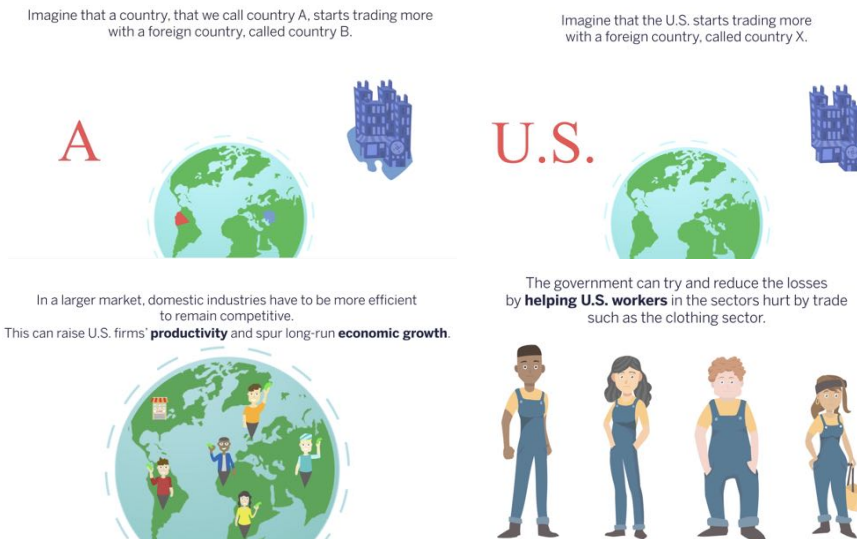 Imagine that a country, that we call country A, starts trading more
with a foreign country, called country B.
A
Imagine that the U.S. starts trading more
with a foreign country, called country X.
U.S.
In a larger market, domestic industries have to be more efficient
to remain competitive.
This can raise U.S. firms' productivity and spur long-run economic growth.
The government can try and reduce the losses
by helping U.S. workers in the sectors hurt by trade
such as the clothing sector.